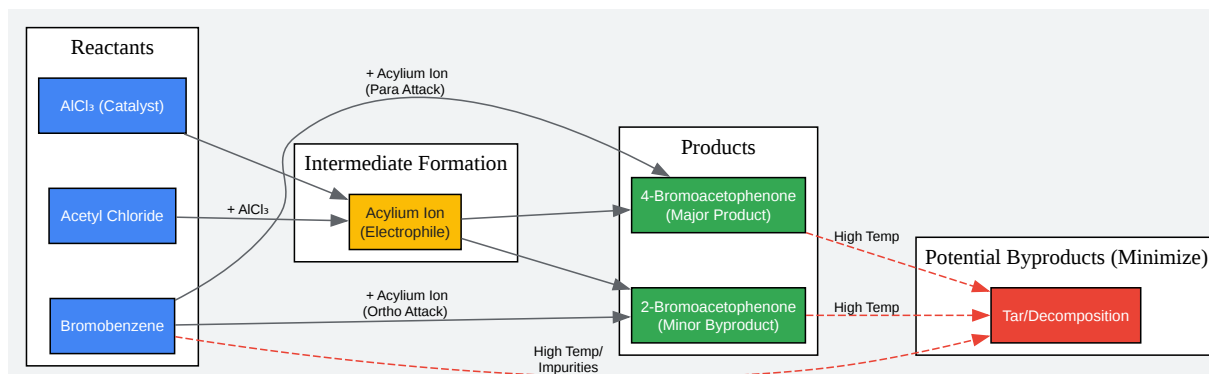 Reactants
AlCl₃ (Catalyst)
Acetyl Chloride
Bromobenzene
+ AlCl₃
+ Acylium Ion
(Para Attack)
Intermediate Formation
Acylium Ion
(Electrophile)
+ Acylium Ion
(Ortho Attack)
High Temp/
Impurities
Products
4-Bromoacetophenone
(Major Product)
2-Bromoacetophenone
(Minor Byproduct)
High Temp
High Temp
Potential Byproducts (Minimize)
Tar/Decomposition